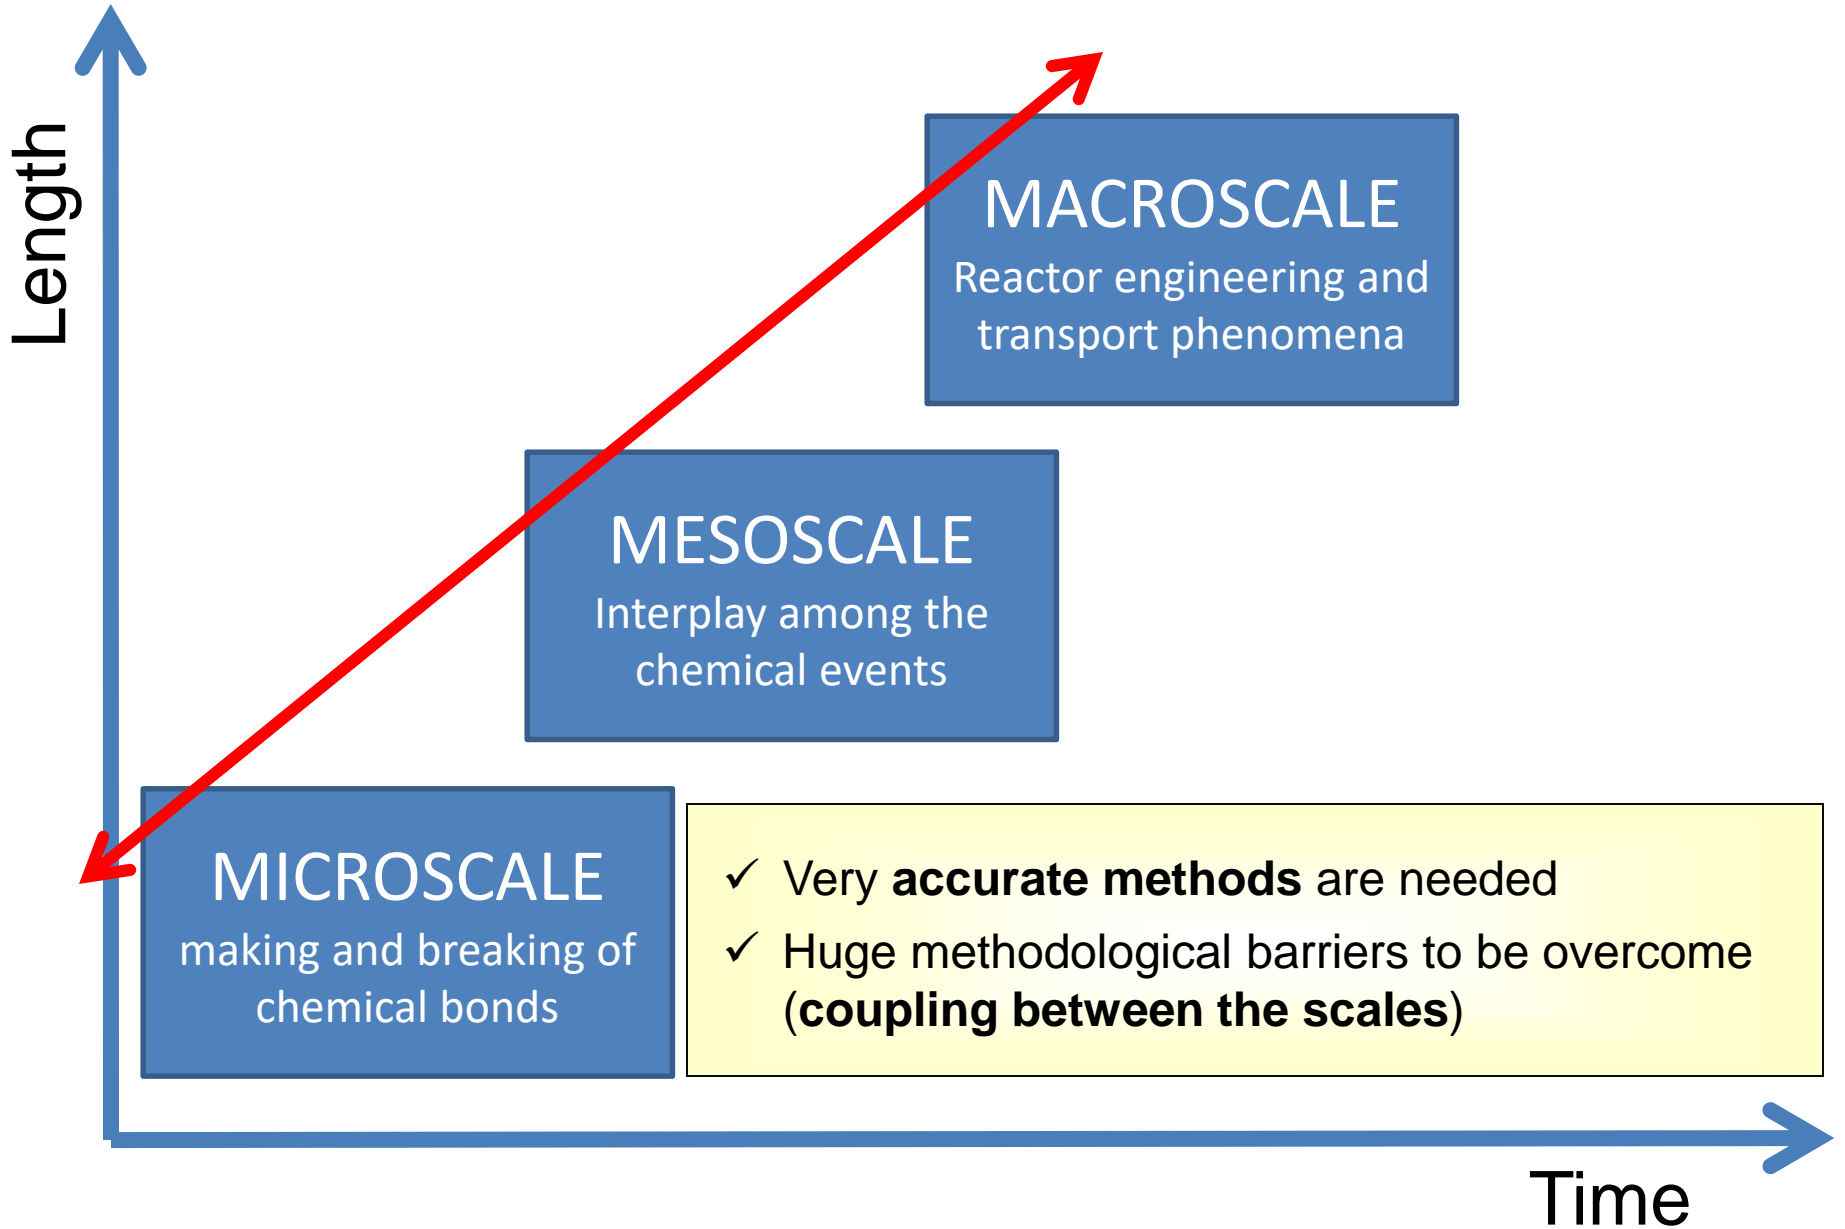 Length
MACROSCALE
Reactor engineering and
transport phenomena
MESOSCALE
Interplay among the
chemical events
MICROSCALE
making and breaking of
chemical bonds
✓ Very accurate methods are needed
✓ Huge methodological barriers to be overcome
(coupling between the scales)
Time